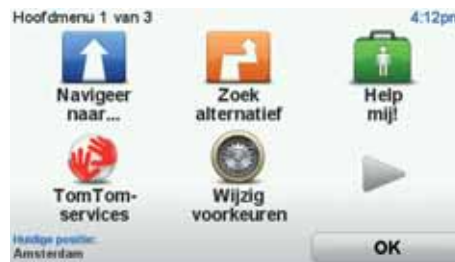 Hoofdmenu 1 van 3
4:12pm
Navigeer naar...
Zoek alternatief
Help mij!
TomTom-services
Wijzig voorkeuren
Huidige positie:
Amsterdam
OK